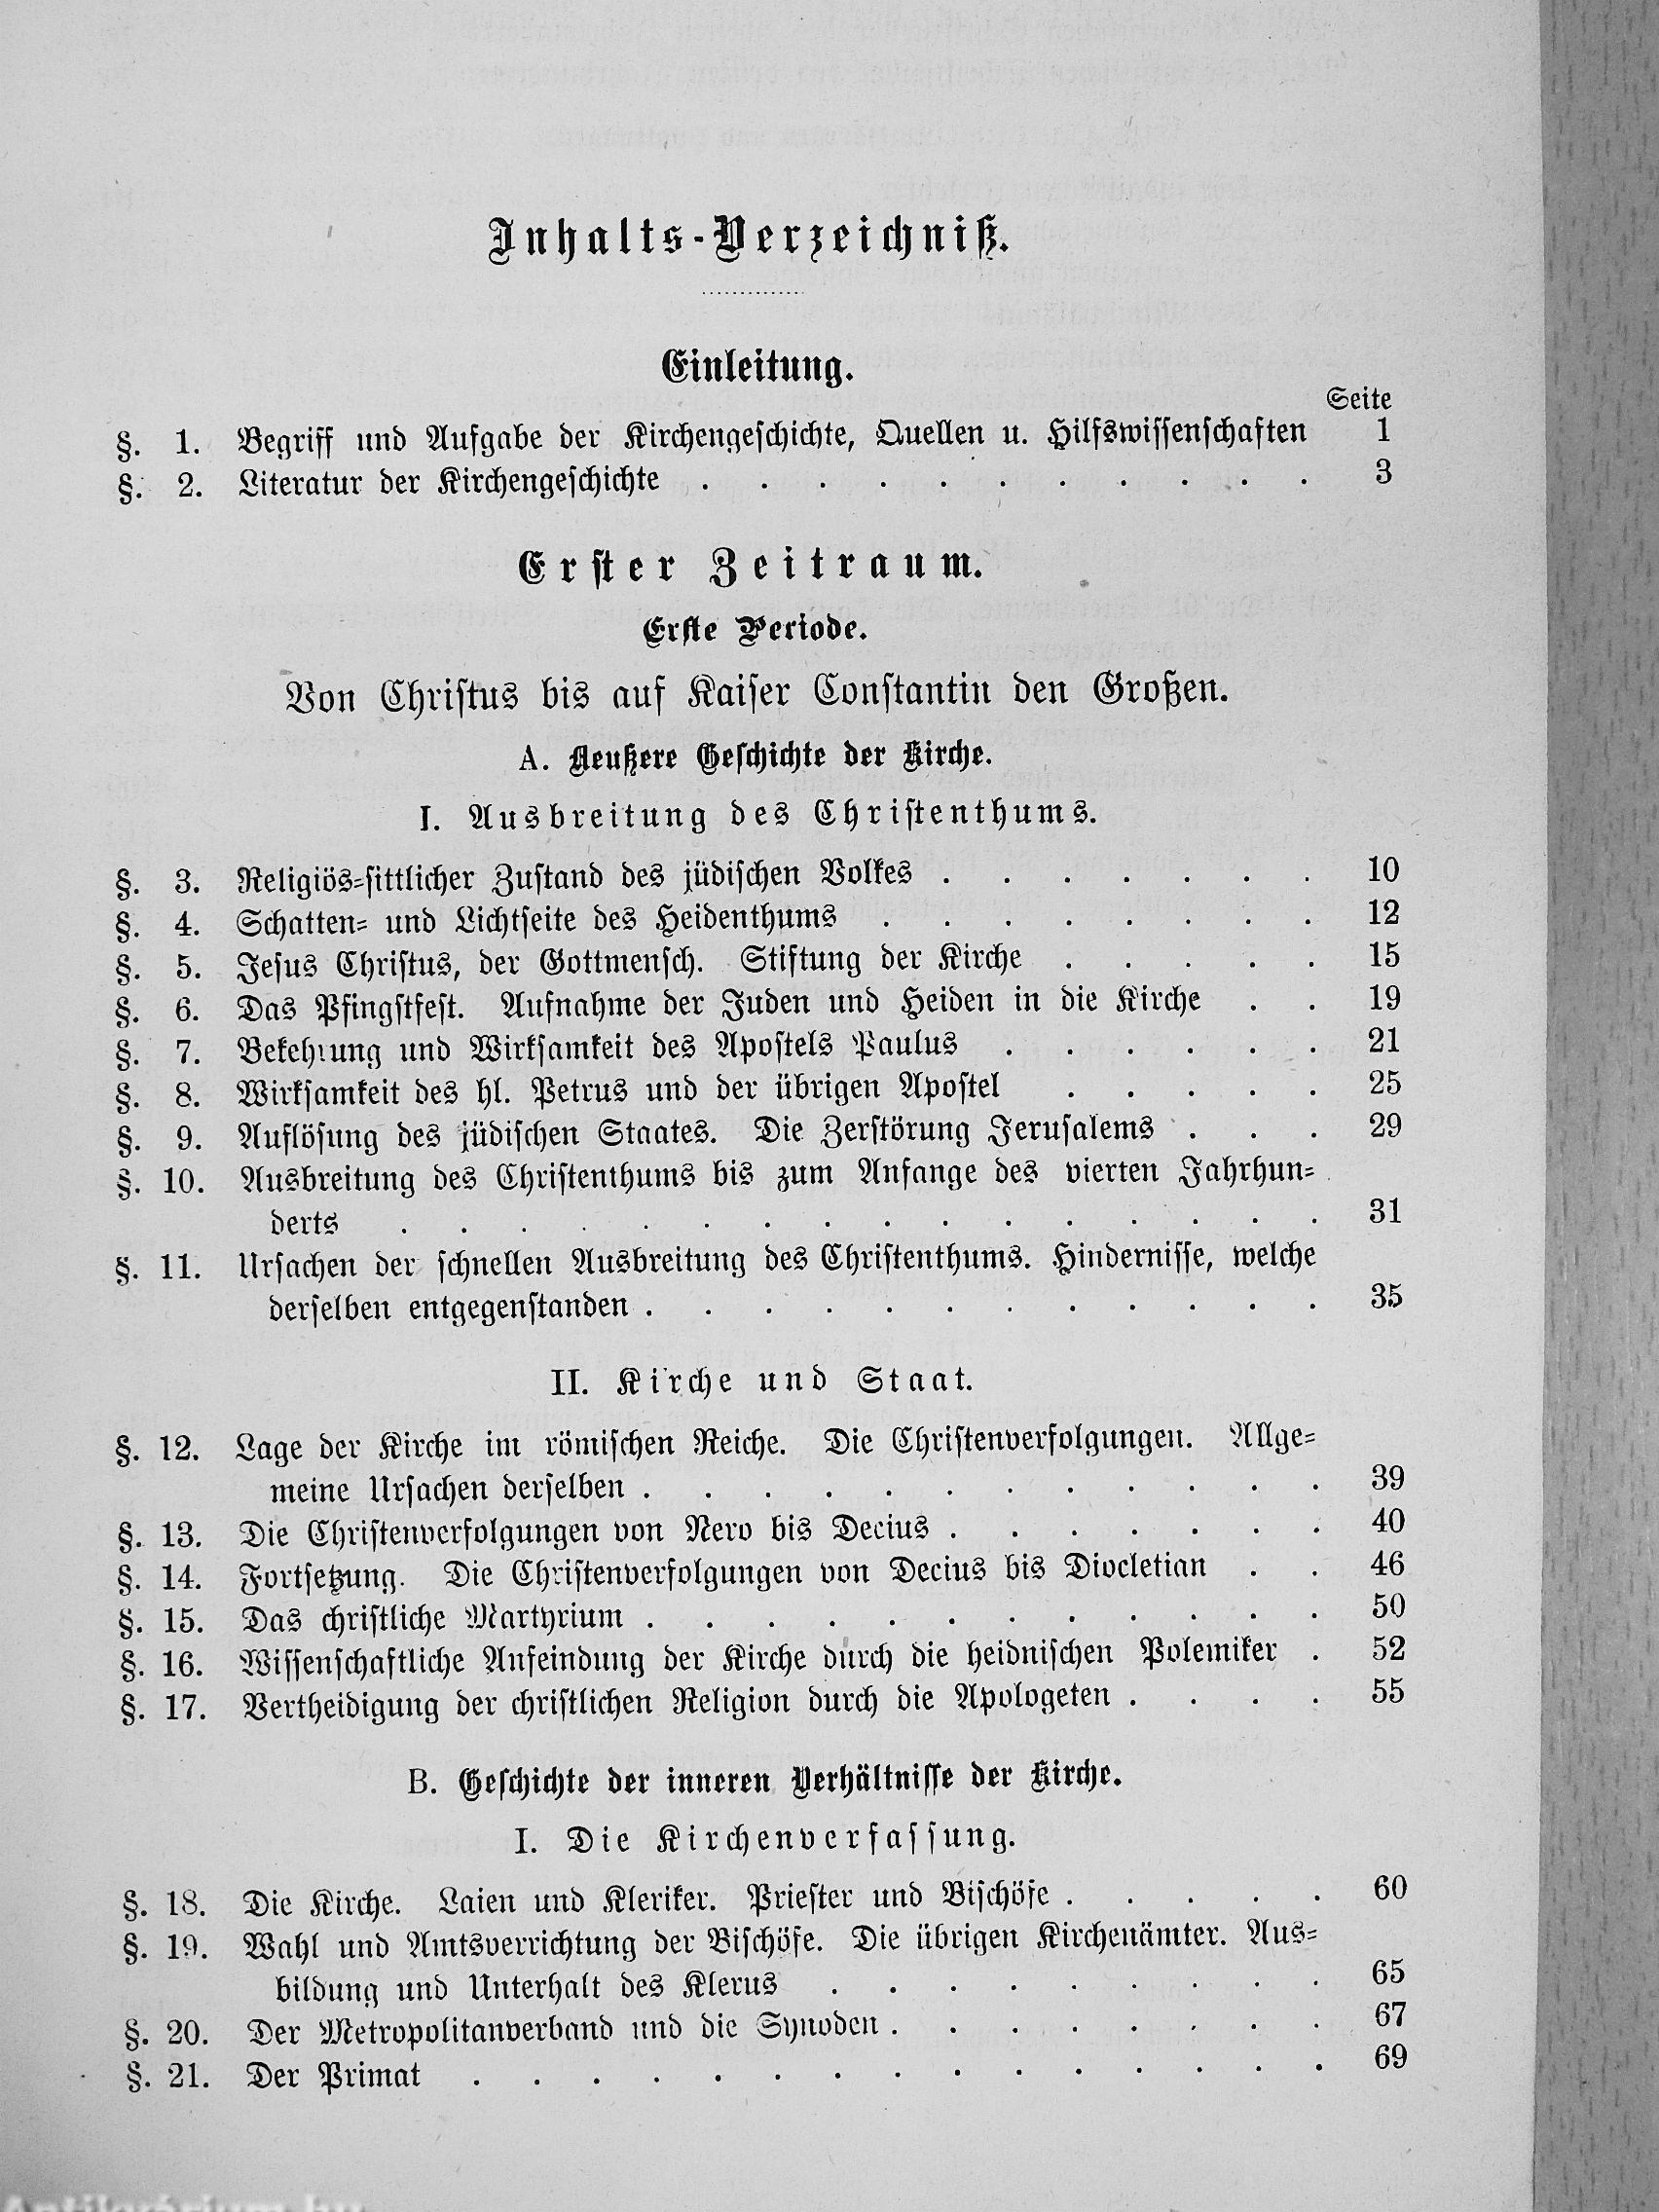 Inhalts-Verzeichniß.
Einleitung.
Seite
§. 1. Begriff und Aufgabe der Kirchengeschichte, Quellen u. Hilfswissenschaften 1
§. 2. Literatur der Kirchengeschichte . . . . . . . . . . . 3
Erster Zeitraum.
Erste Periode.
Von Christus bis auf Kaiser Constantin den Großen.
A. Aeußere Geschichte der Kirche.
I. Ausbreitung des Christenthums.
§. 3. Religiös-sittlicher Zustand des jüdischen Volkes . . . . . . . 10
§. 4. Schatten- und Lichtseite des Heidenthums . . . . . . . . 12
§. 5. Jesus Christus, der Gottmensch. Stiftung der Kirche . . . . . 15
§. 6. Das Pfingstfest. Aufnahme der Juden und Heiden in die Kirche . . 19
§. 7. Bekehrung und Wirksamkeit des Apostels Paulus . . . . . . 21
§. 8. Wirksamkeit des hl. Petrus und der übrigen Apostel . . . . . 25
§. 9. Auflösung des jüdischen Staates. Die Zerstörung Jerusalems . . . 29
§. 10. Ausbreitung des Christenthums bis zum Anfange des vierten Jahrhun-
derts . . . . . . . . . . . . . . . . 31
§. 11. Ursachen der schnellen Ausbreitung des Christenthums. Hindernisse, welche
derselben entgegenstanden . . . . . . . . . . . . 35
II. Kirche und Staat.
§. 12. Lage der Kirche im römischen Reiche. Die Christenverfolgungen. Allge-
meine Ursachen derselben . . . . . . . . . . . . 39
§. 13. Die Christenverfolgungen von Nero bis Decius . . . . . . . 40
§. 14. Fortsetzung. Die Christenverfolgungen von Decius bis Diocletian . . 46
§. 15. Das christliche Martyrium . . . . . . . . . . . . 50
§. 16. Wissenschaftliche Anfeindung der Kirche durch die heidnischen Polemiker . 52
§. 17. Vertheidigung der christlichen Religion durch die Apologeten . . . . 55
B. Geschichte der inneren Verhältnisse der Kirche.
I. Die Kirchenverfassung.
§. 18. Die Kirche. Laien und Kleriker. Priester und Bischöfe . . . . . 60
§. 19. Wahl und Amtsverrichtung der Bischöfe. Die übrigen Kirchenämter. Aus-
bildung und Unterhalt des Klerus . . . . . . . . . 65
§. 20. Der Metropolitanverband und die Synoden . . . . . . . . 67
§. 21. Der Primat . . . . . . . . . . . . . . . 69